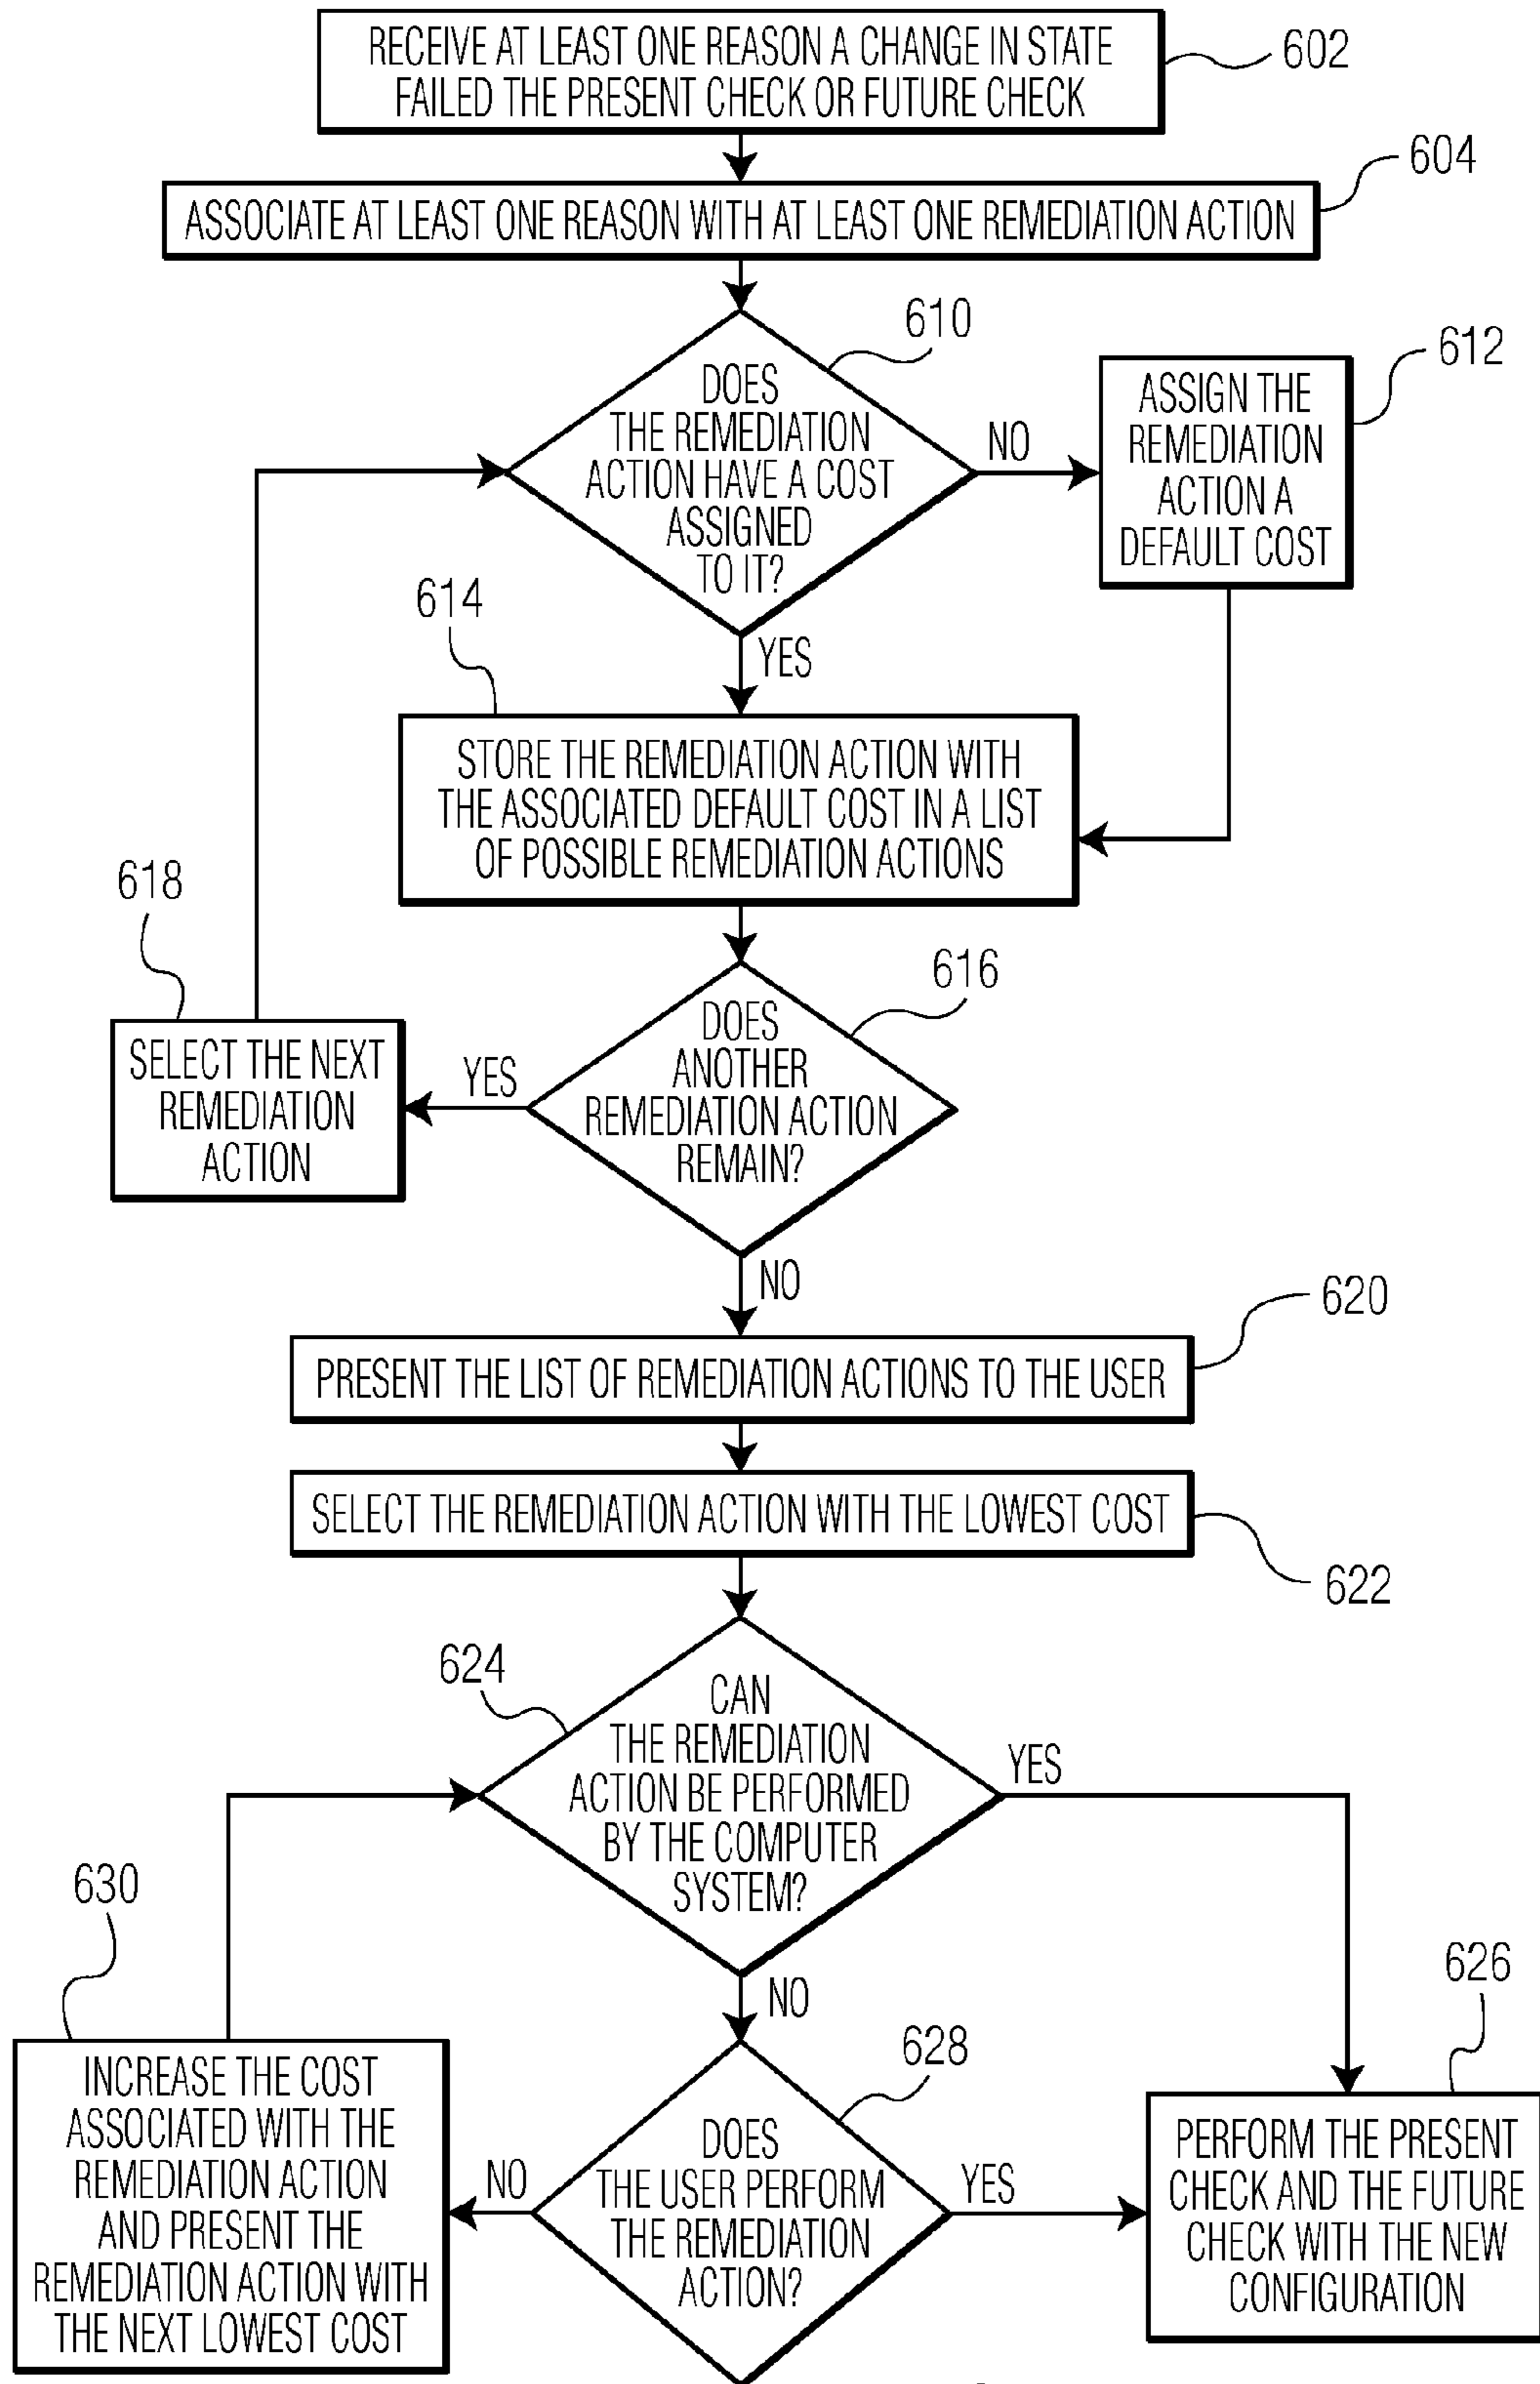 RECEIVE AT LEAST ONE REASON A CHANGE IN STATE
FAILED THE PRESENT CHECK OR FUTURE CHECK
602
604
ASSOCIATE AT LEAST ONE REASON WITH AT LEAST ONE REMEDIATION ACTION
610
DOES
THE REMEDIATION
ACTION HAVE A COST
ASSIGNED
TO IT?
NO
612
ASSIGN THE
REMEDIATION
ACTION A
DEFAULT COST
YES
614
STORE THE REMEDIATION ACTION WITH
THE ASSOCIATED DEFAULT COST IN A LIST
OF POSSIBLE REMEDIATION ACTIONS
616
DOES
ANOTHER
REMEDIATION ACTION
REMAIN?
YES
618
SELECT THE NEXT
REMEDIATION
ACTION
NO
620
PRESENT THE LIST OF REMEDIATION ACTIONS TO THE USER
SELECT THE REMEDIATION ACTION WITH THE LOWEST COST
622
624
CAN
THE REMEDIATION
ACTION BE PERFORMED
BY THE COMPUTER
SYSTEM?
YES
NO
628
DOES
THE USER PERFORM
THE REMEDIATION
ACTION?
NO
630
INCREASE THE COST
ASSOCIATED WITH THE
REMEDIATION ACTION
AND PRESENT THE
REMEDIATION ACTION WITH
THE NEXT LOWEST COST
YES
626
PERFORM THE PRESENT
CHECK AND THE FUTURE
CHECK WITH THE NEW
CONFIGURATION